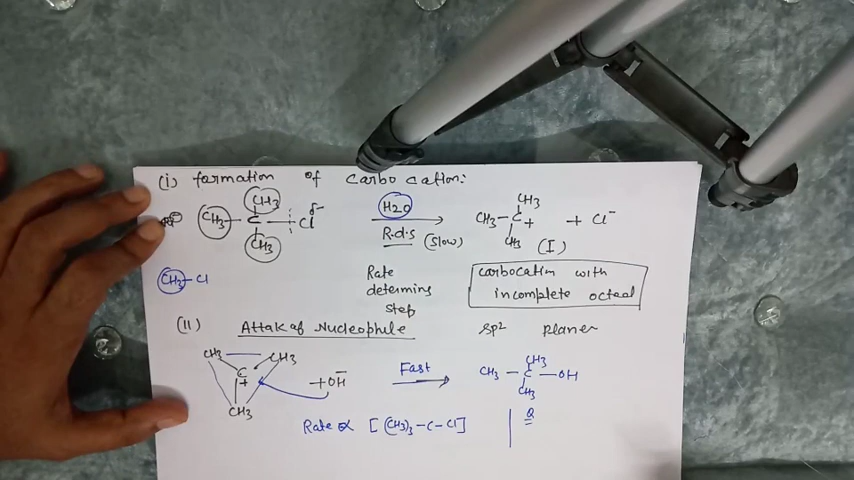 (i) formation of Carbo cation:
CH3
CH3 – C – Cl δ- H2O CH3 – C + + Cl-
CH3 R.d.s (slow) CH3 (I)
CH3 – Cl Rate determins step
carbocation with incomplete octeal
(II) Attak of Nucleophile sp2 planer
CH3 CH3
C + + OH- Fast CH3 – C – OH
CH3 CH3
CH3
Rate ∝ [(CH3)3 – C – Cl]